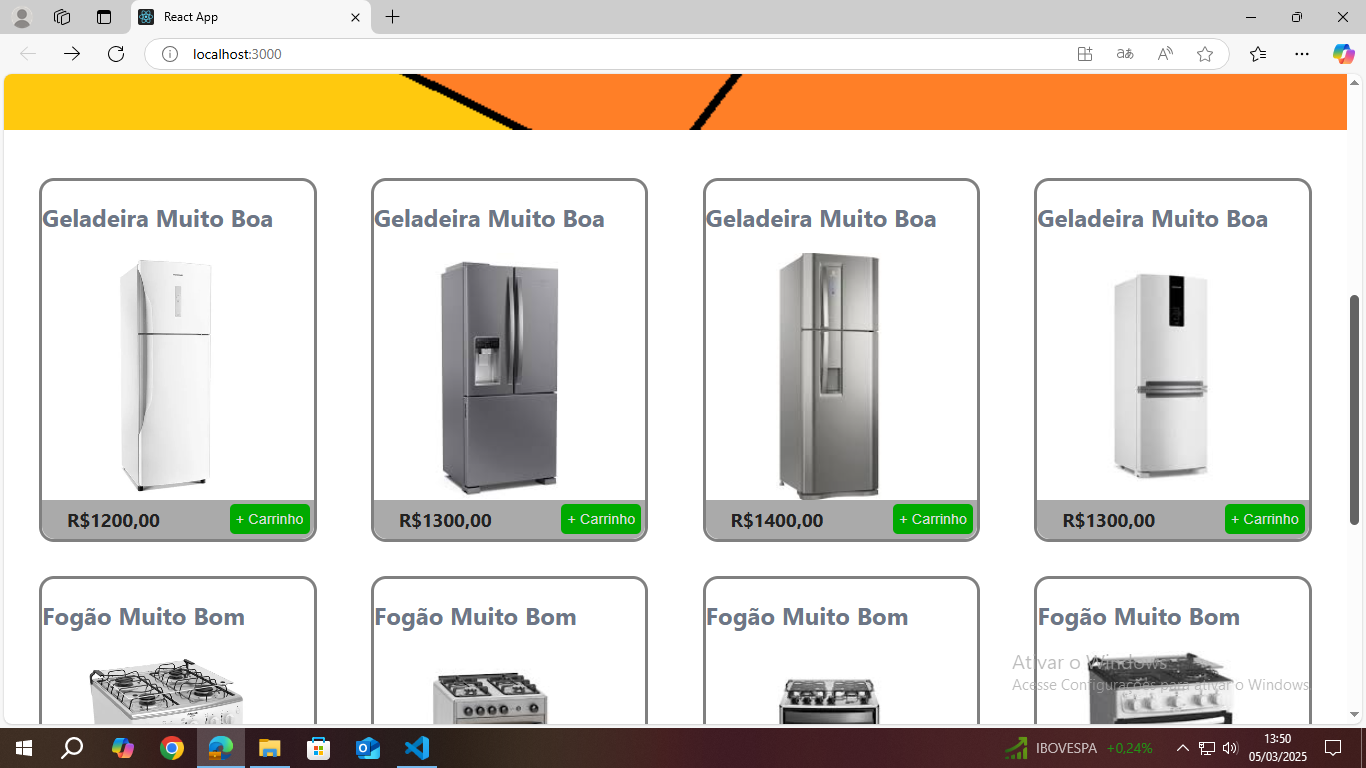 React App
localhost:3000
Geladeira Muito Boa
Geladeira Muito Boa
Geladeira Muito Boa
Geladeira Muito Boa
R$1200,00
+ Carrinho
R$1300,00
+ Carrinho
R$1400,00
+ Carrinho
R$1300,00
+ Carrinho
Fogão Muito Bom
Fogão Muito Bom
Fogão Muito Bom
Fogão Muito Bom
Ativar o Windows
Acesse Configurações para ativar o Windows.
IBOVESPA +0,24%
13:50
05/03/2025